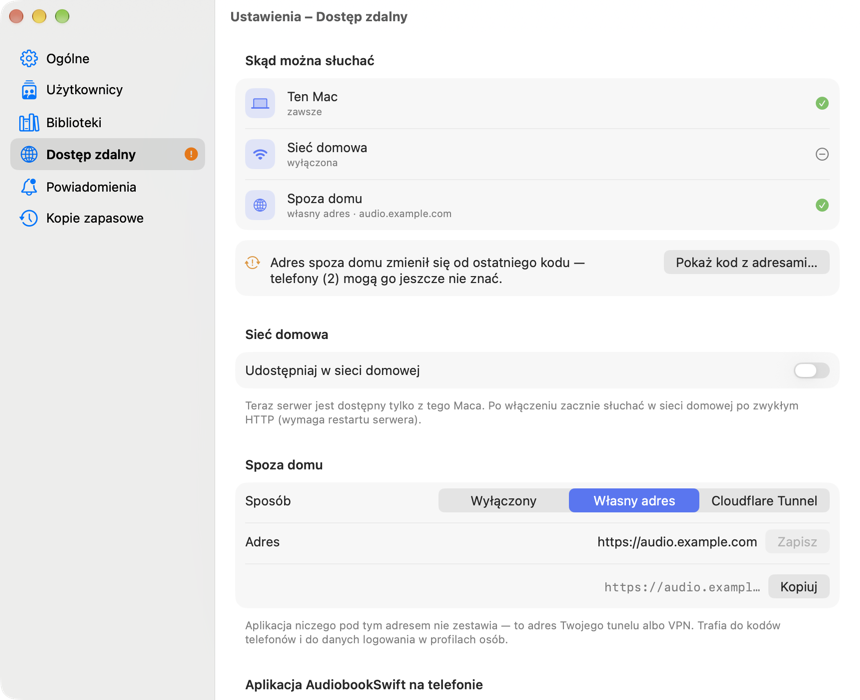 Ustawienia – Dostęp zdalny
Ogólne
Użytkownicy
Biblioteki
Dostęp zdalny
Powiadomienia
Kopie zapasowe
Skąd można słuchać
Ten Mac
zawsze
Sieć domowa
wyłączona
Spoza domu
własny adres · audio.example.com
Adres spoza domu zmienił się od ostatniego kodu —
telefony (2) mogą go jeszcze nie znać.
Pokaż kod z adresami...
Sieć domowa
Udostępniaj w sieci domowej
Teraz serwer jest dostępny tylko z tego Maca. Po włączeniu zacznie słuchać w sieci domowej po zwykłym
HTTP (wymaga restartu serwera).
Spoza domu
Sposób
Wyłączony
Własny adres
Cloudflare Tunnel
Adres
https://audio.example.com
Zapisz
https://audio.exampl…
Kopiuj
Aplikacja niczego pod tym adresem nie zestawia — to adres Twojego tunelu albo VPN. Trafia do kodów
telefonów i do danych logowania w profilach osób.
Aplikacja AudiobookSwift na telefonie